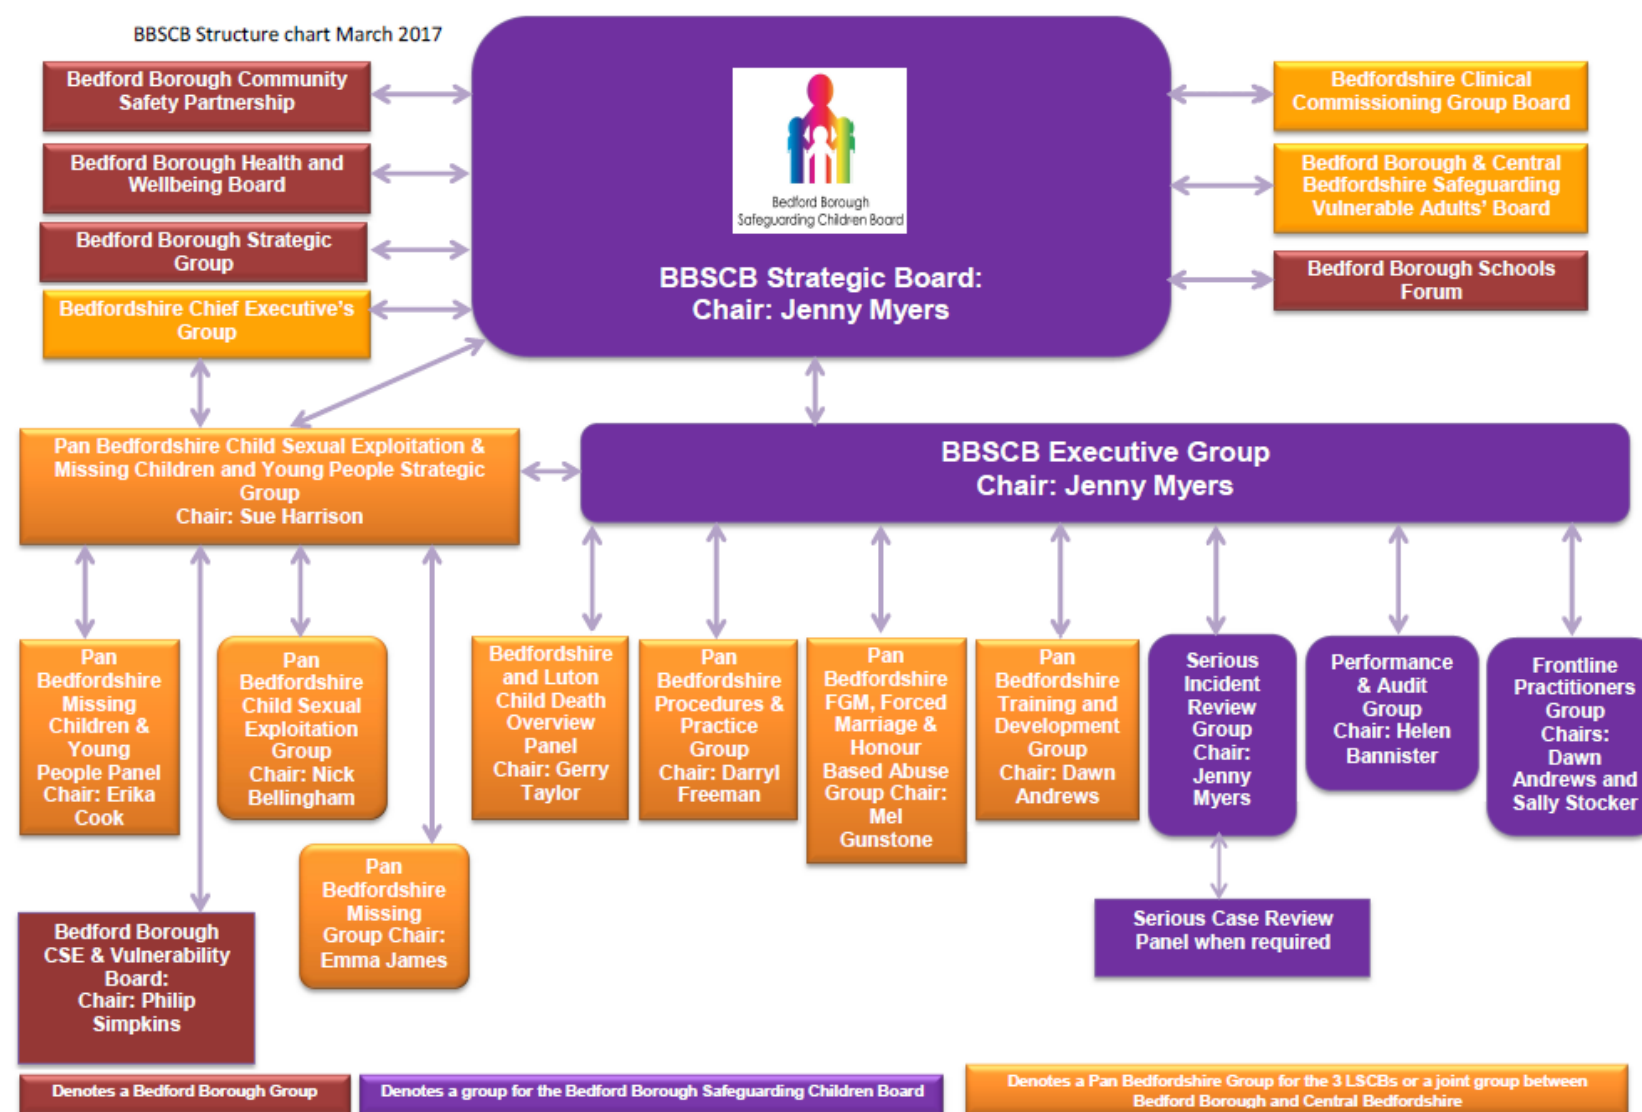 BBSCB Structure chart March 2017
Bedford Borough Community
Safety Partnership
Bedford Borough Health and
Wellbeing Board
Bedford Borough Strategic
Group
Bedfordshire Chief Executive's
Group
Bedford Borough
Safeguarding Children Board
BBSCB Strategic Board:
Chair: Jenny Myers
Bedfordshire Clinical
Commissioning Group Board
Bedford Borough & Central
Bedfordshire Safeguarding
Vulnerable Adults' Board
Bedford Borough Schools
Forum
Pan Bedfordshire Child Sexual Exploitation &
Missing Children and Young People Strategic
Group
Chair: Sue Harrison
BBSCB Executive Group
Chair: Jenny Myers
Pan
Bedfordshire
Missing
Children &
Young
People Panel
Chair: Erika
Cook
Pan
Bedfordshire
Child Sexual
Exploitation
Group
Chair: Nick
Bellingham
Bedfordshire
and Luton
Child Death
Overview
Panel
Chair: Gerry
Taylor
Pan
Bedfordshire
Procedures &
Practice
Group
Chair: Darryl
Freeman
Pan
Bedfordshire
FGM, Forced
Marriage &
Honour
Based Abuse
Group Chair:
Mel
Gunstone
Pan
Bedfordshire
Training and
Development
Group
Chair: Dawn
Andrews
Serious
Incident
Review
Group
Chair:
Jenny
Myers
Performance
& Audit
Group
Chair: Helen
Bannister
Frontline
Practitioners
Group
Chairs:
Dawn
Andrews and
Sally Stocker
Pan
Bedfordshire
Missing
Group Chair:
Emma James
Bedford Borough
CSE & Vulnerability
Board:
Chair: Philip
Simpkins
Serious Case Review
Panel when required
Denotes a Bedford Borough Group
Denotes a group for the Bedford Borough Safeguarding Children Board
Denotes a Pan Bedfordshire Group for the 3 LSCBs or a joint group between
Bedford Borough and Central Bedfordshire